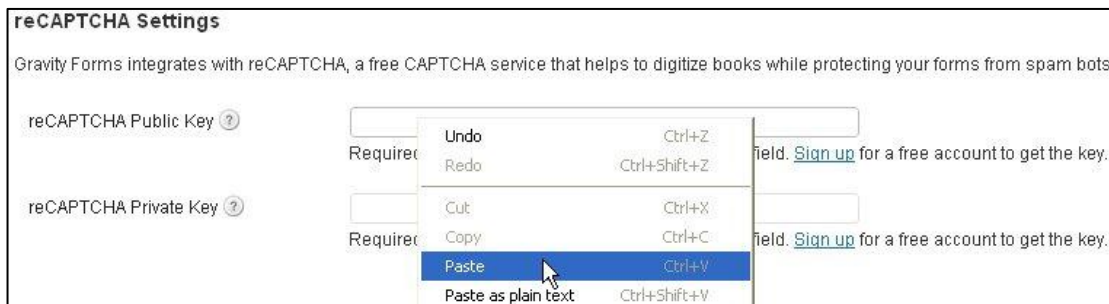 reCAPTCHA Settings
Gravity Forms integrates with reCAPTCHA, a free CAPTCHA service that helps to digitize books while protecting your forms from spam bots
reCAPTCHA Public Key ?
Undo Ctrl+Z
Required field. Sign up for a free account to get the key.
Redo Ctrl+Shift+Z
reCAPTCHA Private Key ?
Cut Ctrl+X
Required field. Sign up for a free account to get the key.
Copy Ctrl+C
Paste Ctrl+V
Paste as plain text Ctrl+Shift+V